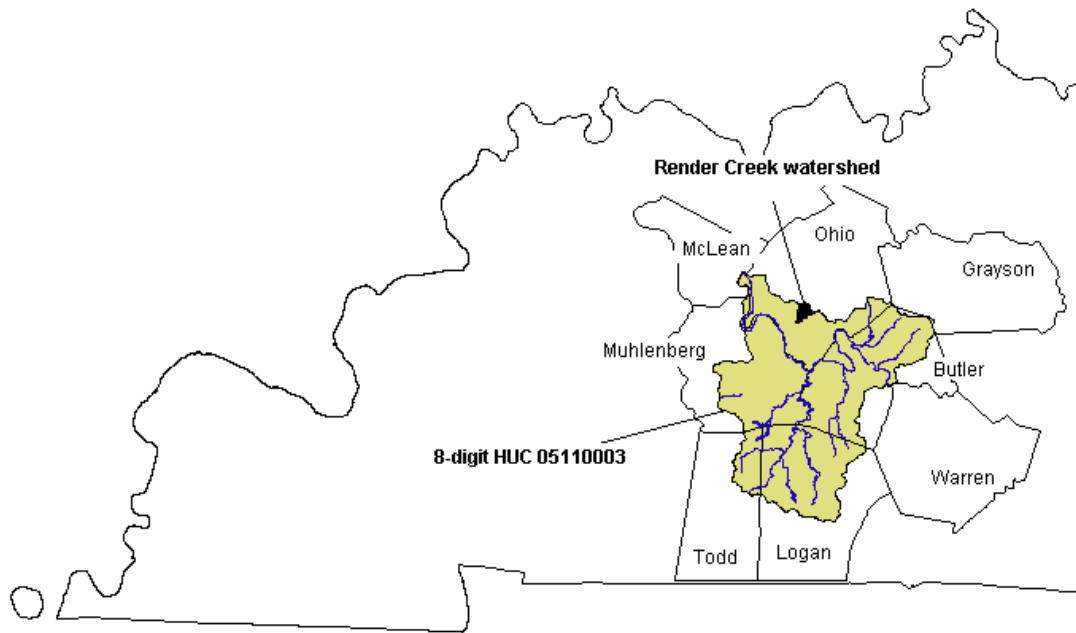 Render Creek watershed
Ohio
McLean
Grayson
Muhlenberg
Butler
8-digit HUC 05110003
Warren
Todd
Logan